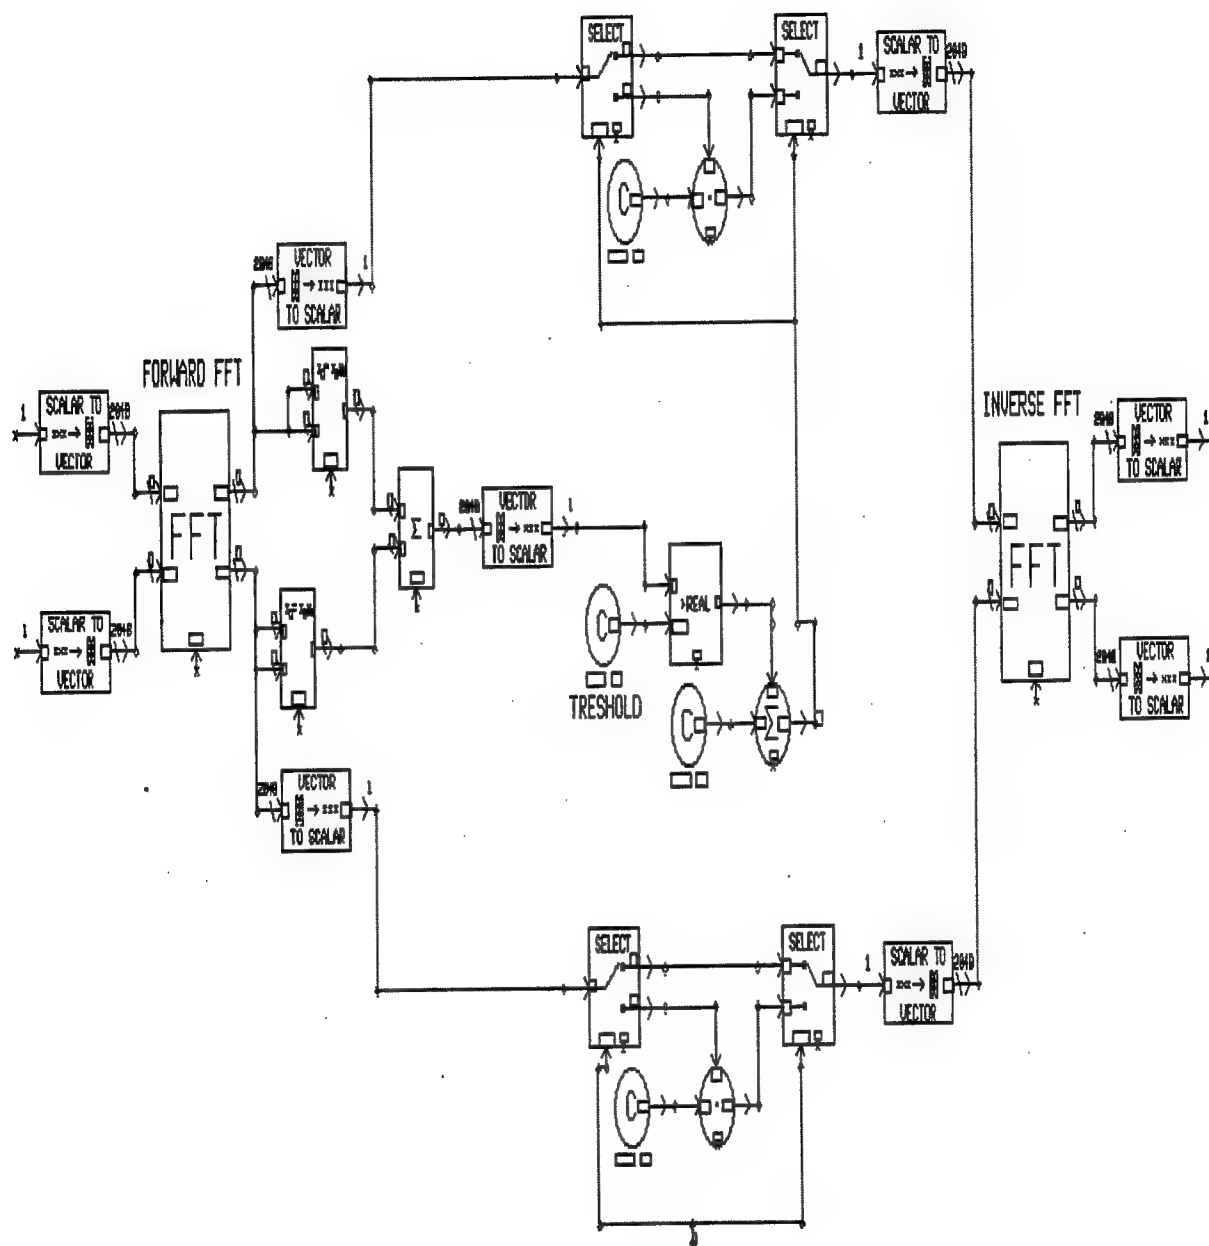 SELECT
SELECT
1
SCALAR TO
2048
VECTOR
C
VECTOR
2048
1
TO SCALAR
FORWARD FFT
INVERSE FFT
1
SCALAR TO
2048
VECTOR
2048
VECTOR
1
TO SCALAR
FFT
Σ
2048
VECTOR
1
TO SCALAR
FFT
1
SCALAR TO
2048
VECTOR
C
>REAL
2048
VECTOR
1
TO SCALAR
TRESHOLD
C
Σ
2048
VECTOR
1
TO SCALAR
SELECT
SELECT
1
SCALAR TO
2048
VECTOR
C